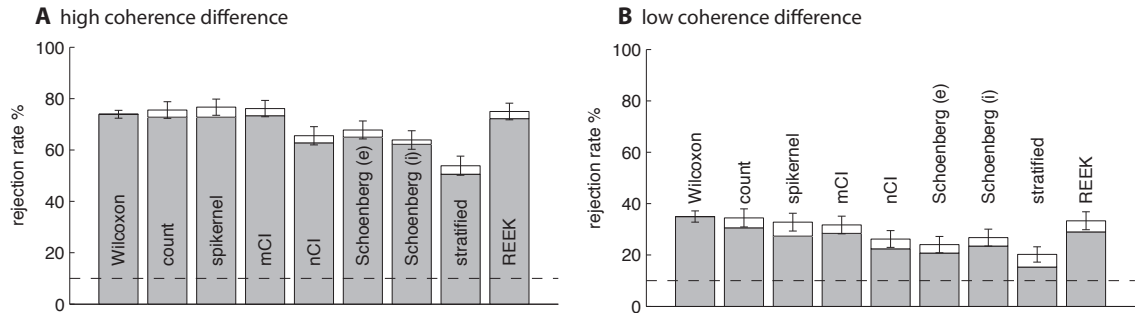 A high coherence difference
B low coherence difference
rejection rate %
100
80
60
40
20
0
Wilcoxon
count
spikernel
mCI
nCI
Schoenberg (e)
Schoenberg (i)
stratified
REEK
rejection rate %
100
80
60
40
20
0
Wilcoxon
count
spikernel
mCI
nCI
Schoenberg (e)
Schoenberg (i)
stratified
REEK